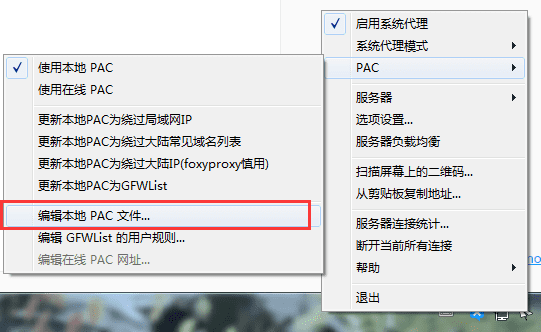 启用系统代理
系统代理模式
PAC
服务器
选项设置...
服务器负载均衡
扫描屏幕上的二维码...
从剪贴板复制地址...
服务器连接统计...
断开当前所有连接
帮助
退出
使用本地 PAC
使用在线 PAC
更新本地PAC为绕过局域网IP
更新本地PAC为绕过大陆常见域名列表
更新本地PAC为绕过大陆IP(foxyproxy慎用)
更新本地PAC为GFWList
编辑本地 PAC 文件...
编辑 GFWList 的用户规则...
编辑在线 PAC 网址...